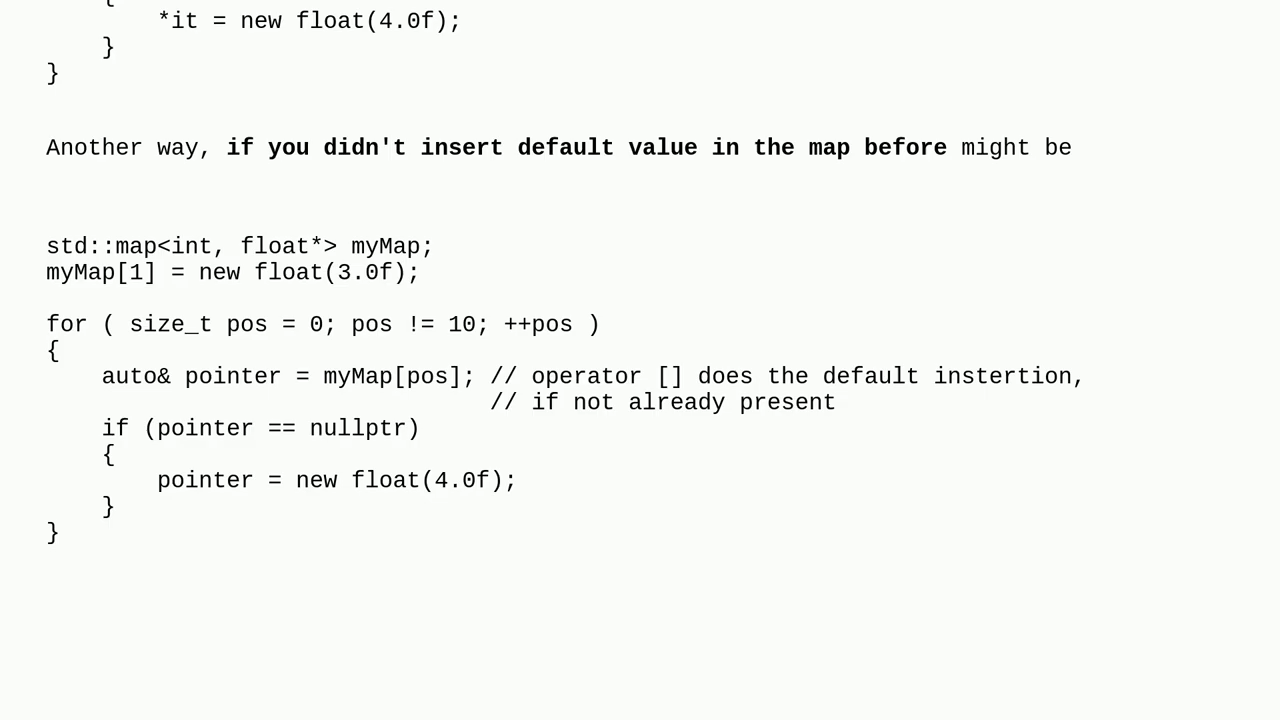 {
*it = new float(4.0f);
}
}
Another way, if you didn't insert default value in the map before might be
std::map<int, float*> myMap;
myMap[1] = new float(3.0f);
for ( size_t pos = 0; pos != 10; ++pos )
{
auto& pointer = myMap[pos]; // operator [] does the default instertion,
// if not already present
if (pointer == nullptr)
{
pointer = new float(4.0f);
}
}